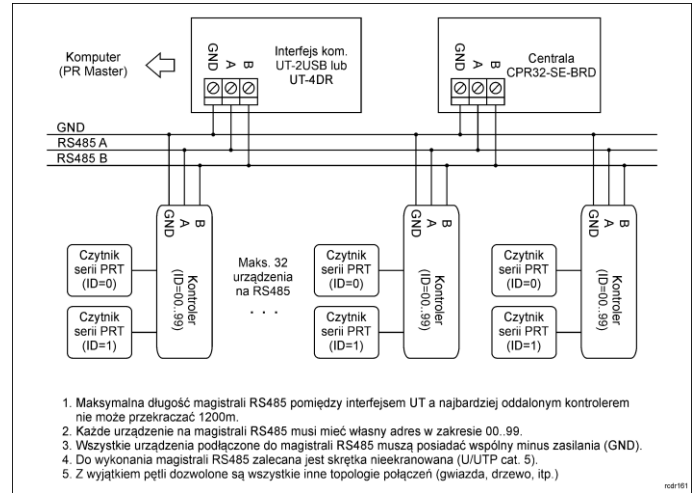 Komputer
(PR Master)
GND
A
B
Interfejs kom.
UT-2USB lub
UT-4DR
GND
A
B
Centrala
CPR32-SE-BRD
GND
RS485 A
RS485 B
GND
A
B
Kontroler
(ID=00..99)
Czytnik
serii PRT
(ID=0)
Czytnik
serii PRT
(ID=1)
Maks. 32
urządzenia
na RS485
. . .
GND
A
B
Kontroler
(ID=00..99)
Czytnik
serii PRT
(ID=0)
Czytnik
serii PRT
(ID=1)
GND
A
B
Kontroler
(ID=00..99)
Czytnik
serii PRT
(ID=0)
Czytnik
serii PRT
(ID=1)
1. Maksymalna długość magistrali RS485 pomiędzy interfejsem UT a najbardziej oddalonym kontrolerem
nie może przekraczać 1200m.
2. Każde urządzenie na magistrali RS485 musi mieć własny adres w zakresie 00..99.
3. Wszystkie urządzenia podłączone do magistrali RS485 muszą posiadać wspólny minus zasilania (GND).
4. Do wykonania magistrali RS485 zalecana jest skrętka nieekranowana (U/UTP cat. 5).
5. Z wyjątkiem pętli dozwolone są wszystkie inne topologie połączeń (gwiazda, drzewo, itp.)
rodr161